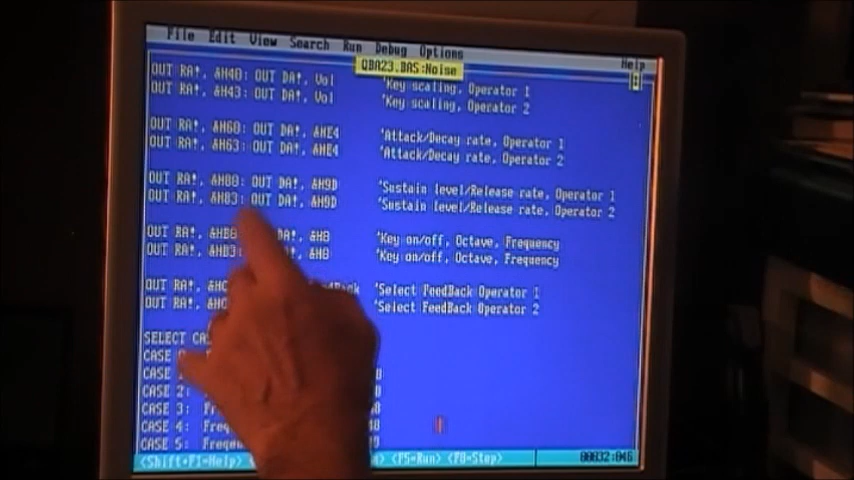 File Edit View Search Run Debug Options Help
QBA23.BAS:Noise
OUT RA!, &H40: OUT DA!, Vol 'Key scaling, Operator 1
OUT RA!, &H43: OUT DA!, Vol 'Key scaling, Operator 2
OUT RA!, &H60: OUT DA!, &HE4 'Attack/Decay rate, Operator 1
OUT RA!, &H63: OUT DA!, &HE4 'Attack/Decay rate, Operator 2
OUT RA!, &H80: OUT DA!, &H9D 'Sustain level/Release rate, Operator 1
OUT RA!, &H83: OUT DA!, &H9D 'Sustain level/Release rate, Operator 2
OUT RA!, DA!, &H8 'Key on/off, Octave, Frequency
OUT RA!, &H8 'Key on/off, Octave, Frequency
OUT RA!, 'Select FeedBack Operator 1
OUT RA!, 'Select FeedBack Operator 2
SELECT
CASE
CASE
CASE 2:
CASE 3:
CASE 4:
CASE 5:
<Shift+F1=Help> <F5=Run> <F8=Step> 00032:046